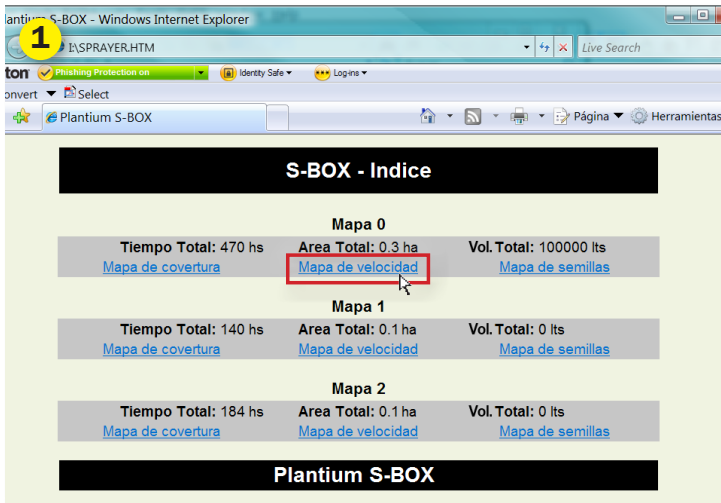 lantium S-BOX - Windows Internet Explorer
1
I:\SPRAYER.HTM
Live Search
ton
Phishing Protection on
Identity Safe
Log-ins
onvert
Select
Plantium S-BOX
Página
Herramientas
S-BOX - Indice
Mapa 0
Tiempo Total: 470 hs Area Total: 0.3 ha Vol. Total: 100000 lts
Mapa de covertura Mapa de velocidad Mapa de semillas
Mapa 1
Tiempo Total: 140 hs Area Total: 0.1 ha Vol. Total: 0 lts
Mapa de covertura Mapa de velocidad Mapa de semillas
Mapa 2
Tiempo Total: 184 hs Area Total: 0.1 ha Vol. Total: 0 lts
Mapa de covertura Mapa de velocidad Mapa de semillas
Plantium S-BOX